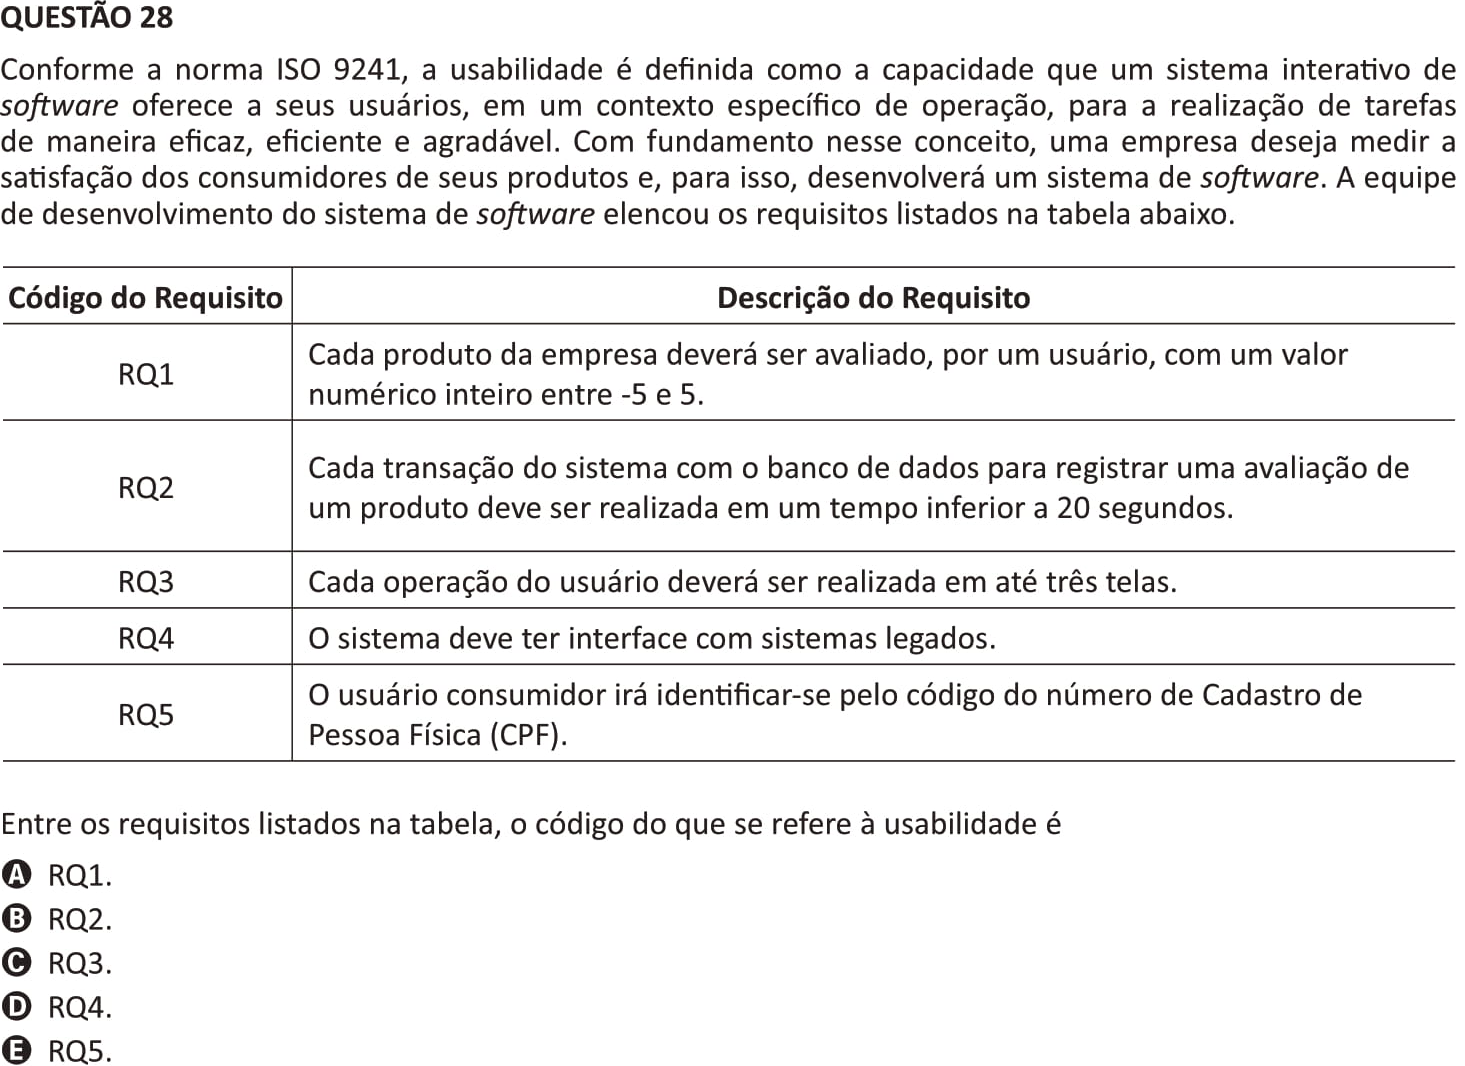 QUESTÃO 28
Conforme a norma ISO 9241, a usabilidade é definida como a capacidade que um sistema interativo de
software oferece a seus usuários, em um contexto específico de operação, para a realização de tarefas
de maneira eficaz, eficiente e agradável. Com fundamento nesse conceito, uma empresa deseja medir a
satisfação dos consumidores de seus produtos e, para isso, desenvolverá um sistema de software. A equipe
de desenvolvimento do sistema de software elencou os requisitos listados na tabela abaixo.
Código do Requisito Descrição do Requisito
RQ1 Cada produto da empresa deverá ser avaliado, por um usuário, com um valor
numérico inteiro entre -5 e 5.
RQ2 Cada transação do sistema com o banco de dados para registrar uma avaliação de
um produto deve ser realizada em um tempo inferior a 20 segundos.
RQ3 Cada operação do usuário deverá ser realizada em até três telas.
RQ4 O sistema deve ter interface com sistemas legados.
RQ5 O usuário consumidor irá identificar-se pelo código do número de Cadastro de
Pessoa Física (CPF).
Entre os requisitos listados na tabela, o código do que se refere à usabilidade é
A RQ1.
B RQ2.
C RQ3.
D RQ4.
E RQ5.